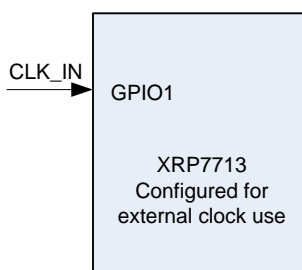 CLK_IN
GPIO1
XRP7713
Configured for
external clock use